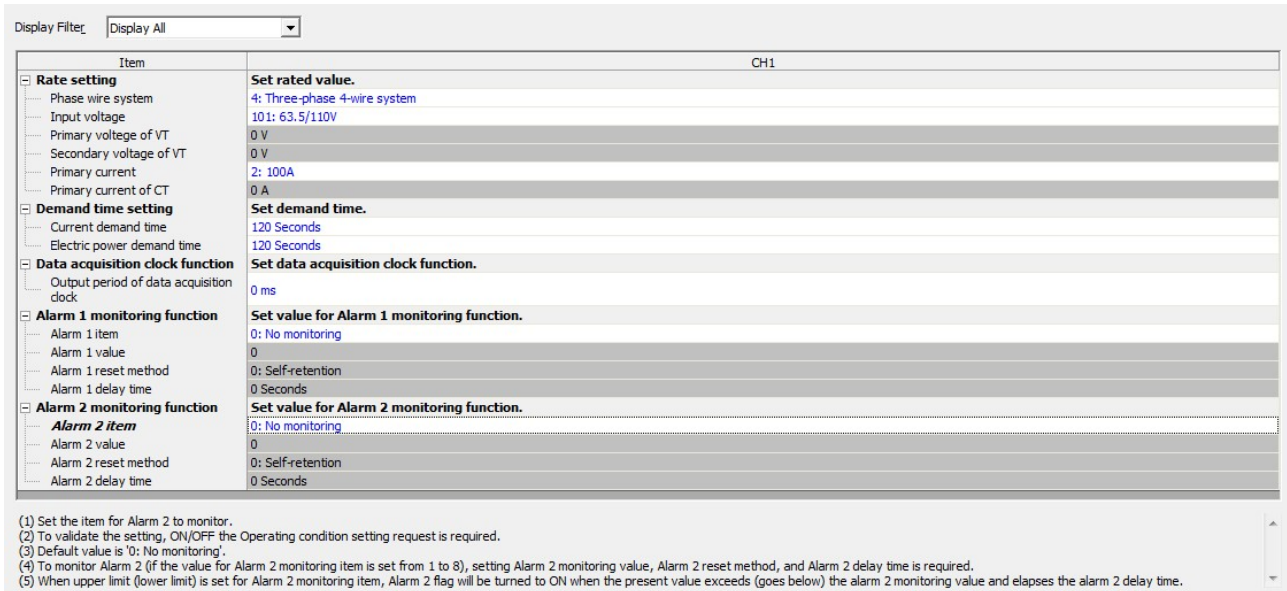 Display Filter Display All
Item CH1
Rate setting Set rated value.
Phase wire system 4: Three-phase 4-wire system
Input voltage 101: 63.5/110V
Primary voltege of VT 0 V
Secondary voltage of VT 0 V
Primary current 2: 100A
Primary current of CT 0 A
Demand time setting Set demand time.
Current demand time 120 Seconds
Electric power demand time 120 Seconds
Data acquisition clock function Set data acquisition clock function.
Output period of data acquisition
clock 0 ms
Alarm 1 monitoring function Set value for Alarm 1 monitoring function.
Alarm 1 item 0: No monitoring
Alarm 1 value 0
Alarm 1 reset method 0: Self-retention
Alarm 1 delay time 0 Seconds
Alarm 2 monitoring function Set value for Alarm 2 monitoring function.
Alarm 2 item 0: No monitoring
Alarm 2 value 0
Alarm 2 reset method 0: Self-retention
Alarm 2 delay time 0 Seconds
(1) Set the item for Alarm 2 to monitor.
(2) To validate the setting, ON/OFF the Operating condition setting request is required.
(3) Default value is '0: No monitoring'.
(4) To monitor Alarm 2 (if the value for Alarm 2 monitoring item is set from 1 to 8), setting Alarm 2 monitoring value, Alarm 2 reset method, and Alarm 2 delay time is required.
(5) When upper limit (lower limit) is set for Alarm 2 monitoring item, Alarm 2 flag will be turned to ON when the present value exceeds (goes below) the alarm 2 monitoring value and elapses the alarm 2 delay time.